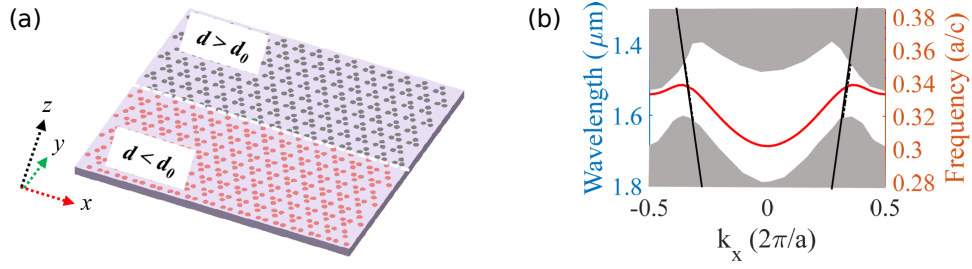 (a)
d > d₀
d < d₀
z
y
x
(b)
Wavelength (μm)
1.4
1.6
1.8
Frequency (a/c)
0.38
0.36
0.34
0.32
0.3
0.28
-0.5
0
0.5
kₓ (2π/a)